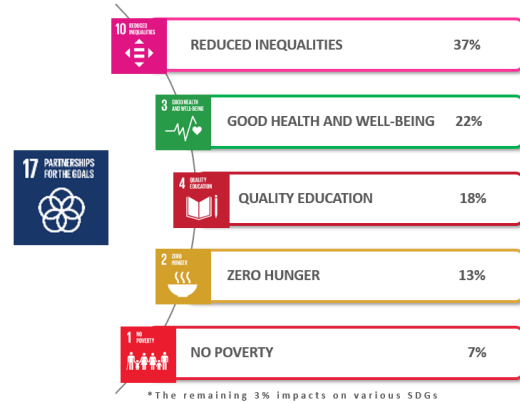 10 REDUCED
INEQUALITIES
REDUCED INEQUALITIES 37%
3 GOOD HEALTH
AND WELL-BEING
GOOD HEALTH AND WELL-BEING 22%
17 PARTNERSHIPS
FOR THE GOALS
4 QUALITY
EDUCATION
QUALITY EDUCATION 18%
2 ZERO
HUNGER
ZERO HUNGER 13%
1 NO
POVERTY
NO POVERTY 7%
*The remaining 3% impacts on various SDGs